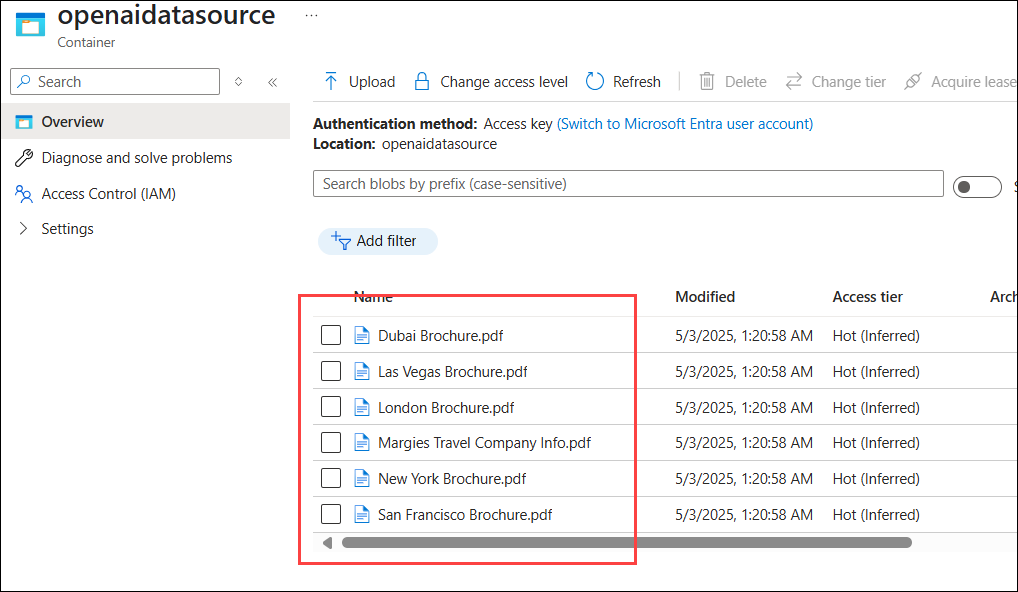 openaidatasource ...
Container
Search
Overview
Diagnose and solve problems
Access Control (IAM)
Settings
Upload Change access level Refresh Delete Change tier Acquire lease
Authentication method: Access key (Switch to Microsoft Entra user account)
Location: openaidatasource
Search blobs by prefix (case-sensitive)
Add filter
Name Modified Access tier Arch
Dubai Brochure.pdf 5/3/2025, 1:20:58 AM Hot (Inferred)
Las Vegas Brochure.pdf 5/3/2025, 1:20:58 AM Hot (Inferred)
London Brochure.pdf 5/3/2025, 1:20:58 AM Hot (Inferred)
Margies Travel Company Info.pdf 5/3/2025, 1:20:58 AM Hot (Inferred)
New York Brochure.pdf 5/3/2025, 1:20:58 AM Hot (Inferred)
San Francisco Brochure.pdf 5/3/2025, 1:20:58 AM Hot (Inferred)